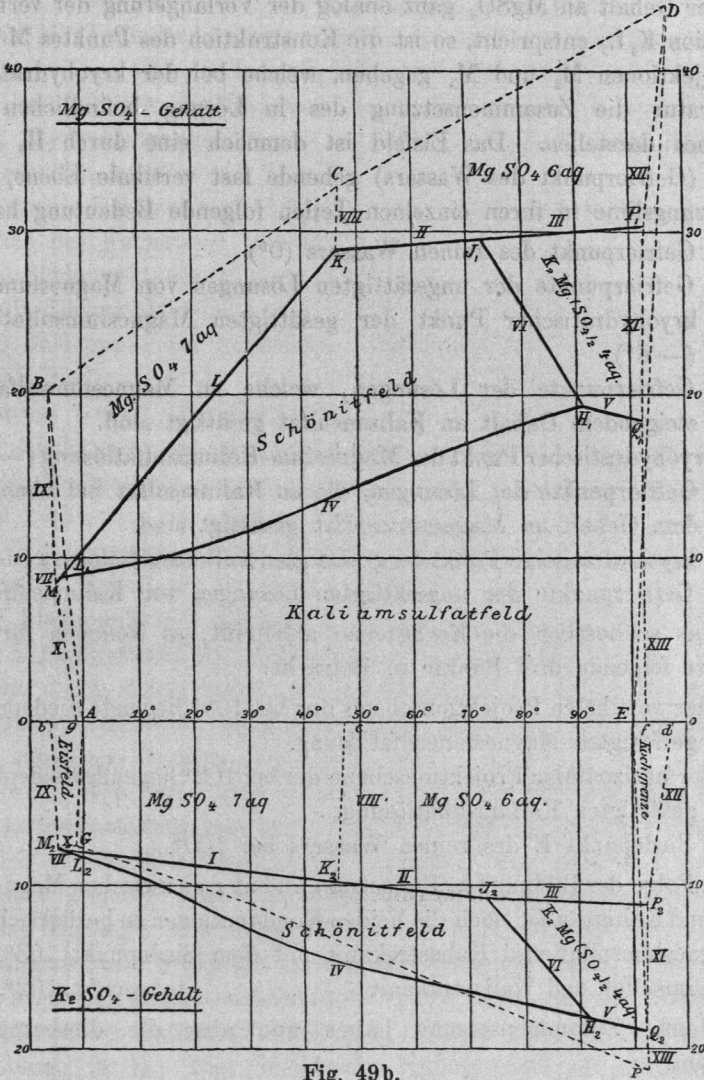 D
40
40
Mg SO₄ – Gehalt
C
Mg SO₄ 6 aq
XII
VIII
II
III
P₁
30
30
K₁
J₁
K₂ Mg (SO₄)₂ 4 aq
Mg SO₄ 7 aq
VI
XI
I
B
20
20
Schönitfeld
H₁
V
Q₁
IX
IV
10
10
L₁
VII
M₁
Kaliumsulfatfeld
X
XIII
0
b
g
A
10°
20°
30°
40°
c
50°
60°
70°
80°
90°
E
d
0
Eisfeld
Kochgrenze
IX
Mg SO₄ 7 aq
VIII
Mg SO₄ 6 aq.
XII
M₂
X
G
VII
L₂
I
K₂
II
J₂
III
P₂
10
10
Schönitfeld
K₂ Mg (SO₄)₂ 4 aq
XI
VI
IV
K₂ SO₄ – Gehalt
V
H₂
Q₂
20
20
F
XIII
Fig. 49b.